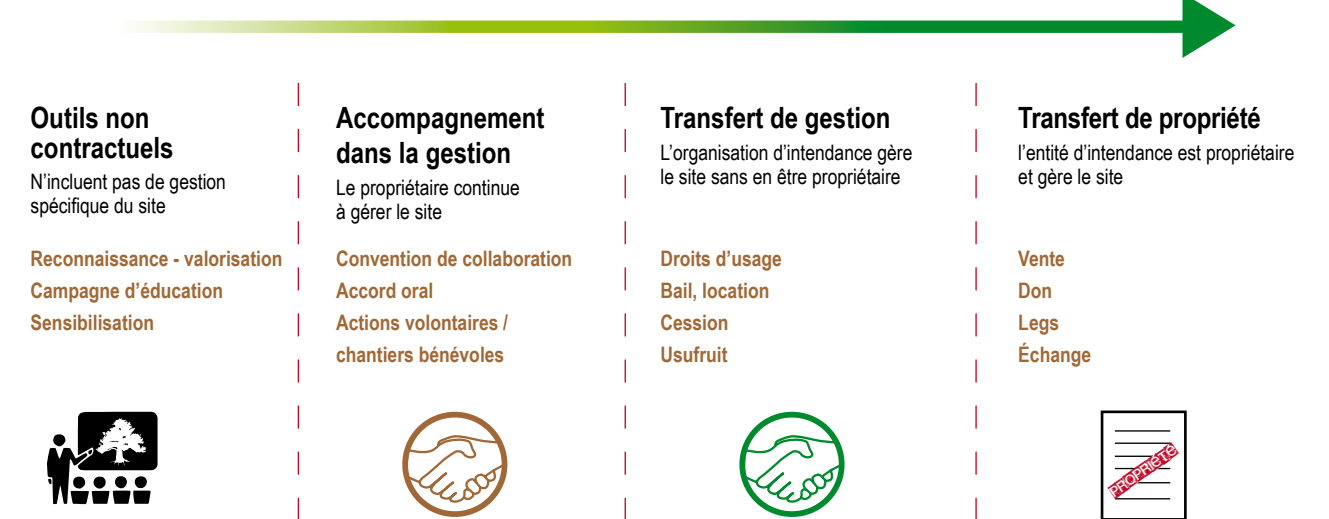 Outils non
contractuels
N'incluent pas de gestion
spécifique du site
Reconnaissance - valorisation
Campagne d'éducation
Sensibilisation
Accompagnement
dans la gestion
Le propriétaire continue
à gérer le site
Convention de collaboration
Accord oral
Actions volontaires /
chantiers bénévoles
Transfert de gestion
L'organisation d'intendance gère
le site sans en être propriétaire
Droits d'usage
Bail, location
Cession
Usufruit
Transfert de propriété
l'entité d'intendance est propriétaire
et gère le site
Vente
Don
Legs
Échange
PROPRIÉTÉ